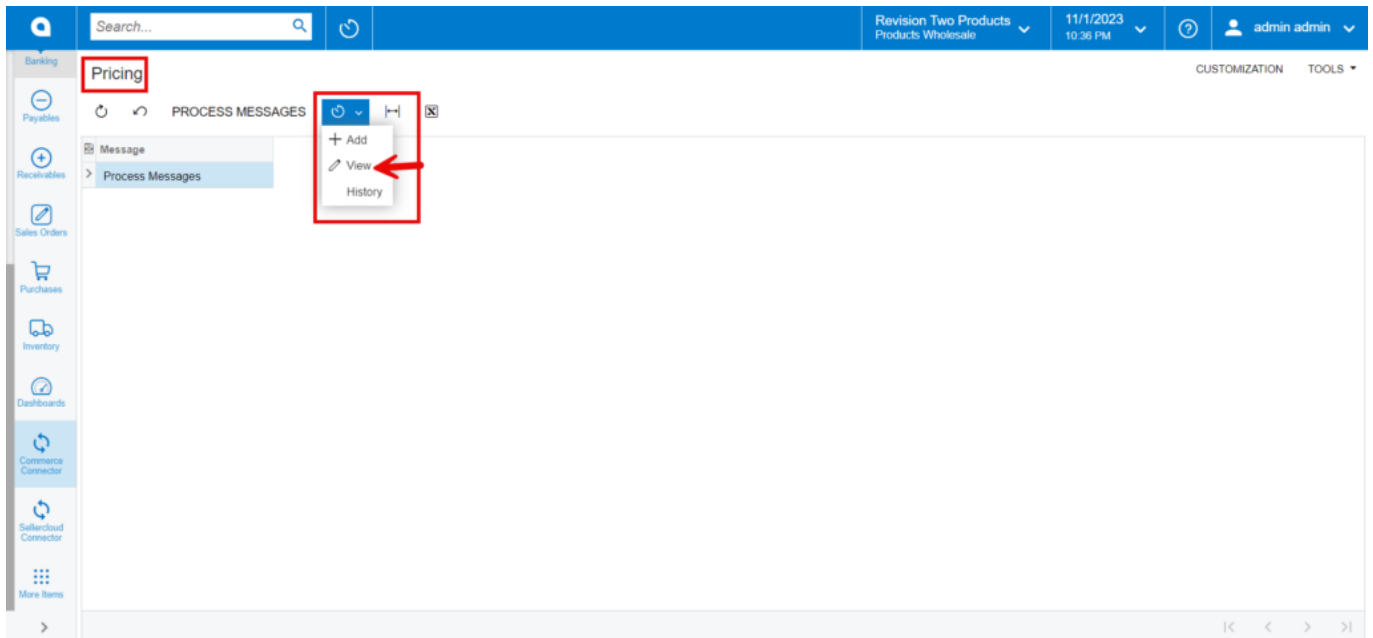 Search...
Revision Two Products
Products Wholesale
11/1/2023
10:36 PM
admin admin
Banking
Pricing
CUSTOMIZATION TOOLS
Payables
PROCESS MESSAGES
Add
Message
View
Receivables
Process Messages
History
Sales Orders
Purchases
Inventory
Dashboards
Commerce
Connector
Sellercloud
Connector
More Items